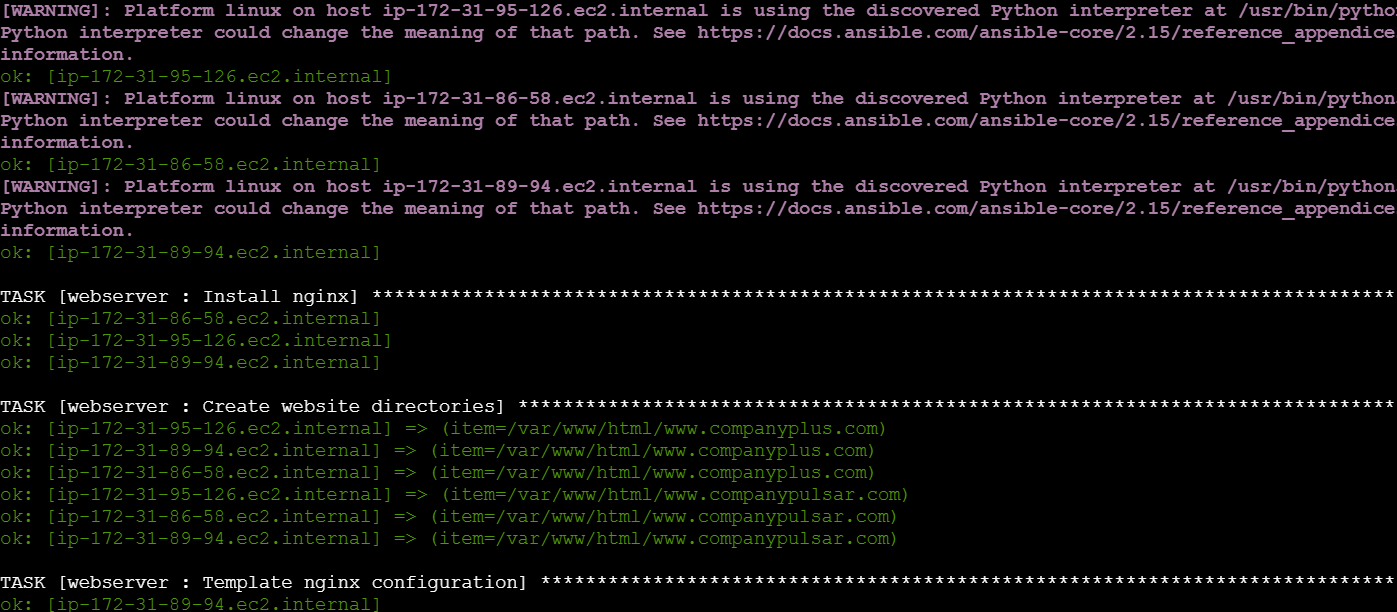 [WARNING]: Platform linux on host ip-172-31-95-126.ec2.internal is using the discovered Python interpreter at /usr/bin/pytho
Python interpreter could change the meaning of that path. See https://docs.ansible.com/ansible-core/2.15/reference_appendice
information.
ok: [ip-172-31-95-126.ec2.internal]
[WARNING]: Platform linux on host ip-172-31-86-58.ec2.internal is using the discovered Python interpreter at /usr/bin/python
Python interpreter could change the meaning of that path. See https://docs.ansible.com/ansible-core/2.15/reference_appendice
information.
ok: [ip-172-31-86-58.ec2.internal]
[WARNING]: Platform linux on host ip-172-31-89-94.ec2.internal is using the discovered Python interpreter at /usr/bin/python
Python interpreter could change the meaning of that path. See https://docs.ansible.com/ansible-core/2.15/reference_appendice
information.
ok: [ip-172-31-89-94.ec2.internal]
TASK [webserver : Install nginx] *******************************************************************************************
ok: [ip-172-31-86-58.ec2.internal]
ok: [ip-172-31-95-126.ec2.internal]
ok: [ip-172-31-89-94.ec2.internal]
TASK [webserver : Create website directories] ******************************************************************************
ok: [ip-172-31-95-126.ec2.internal] => (item=/var/www/html/www.companyplus.com)
ok: [ip-172-31-89-94.ec2.internal] => (item=/var/www/html/www.companyplus.com)
ok: [ip-172-31-86-58.ec2.internal] => (item=/var/www/html/www.companyplus.com)
ok: [ip-172-31-95-126.ec2.internal] => (item=/var/www/html/www.companypulsar.com)
ok: [ip-172-31-86-58.ec2.internal] => (item=/var/www/html/www.companypulsar.com)
ok: [ip-172-31-89-94.ec2.internal] => (item=/var/www/html/www.companypulsar.com)
TASK [webserver : Template nginx configuration] ****************************************************************************
ok: [ip-172-31-89-94.ec2.internal]